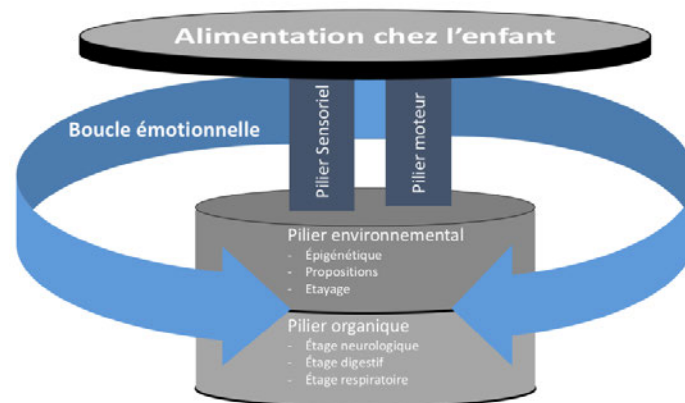 Alimentation chez l'enfant
Boucle émotionnelle
Pilier Sensoriel
Pilier moteur
Pilier environnemental
- Épigénétique
- Propositions
- Etayage
Pilier organique
- Étage neurologique
- Étage digestif
- Étage respiratoire